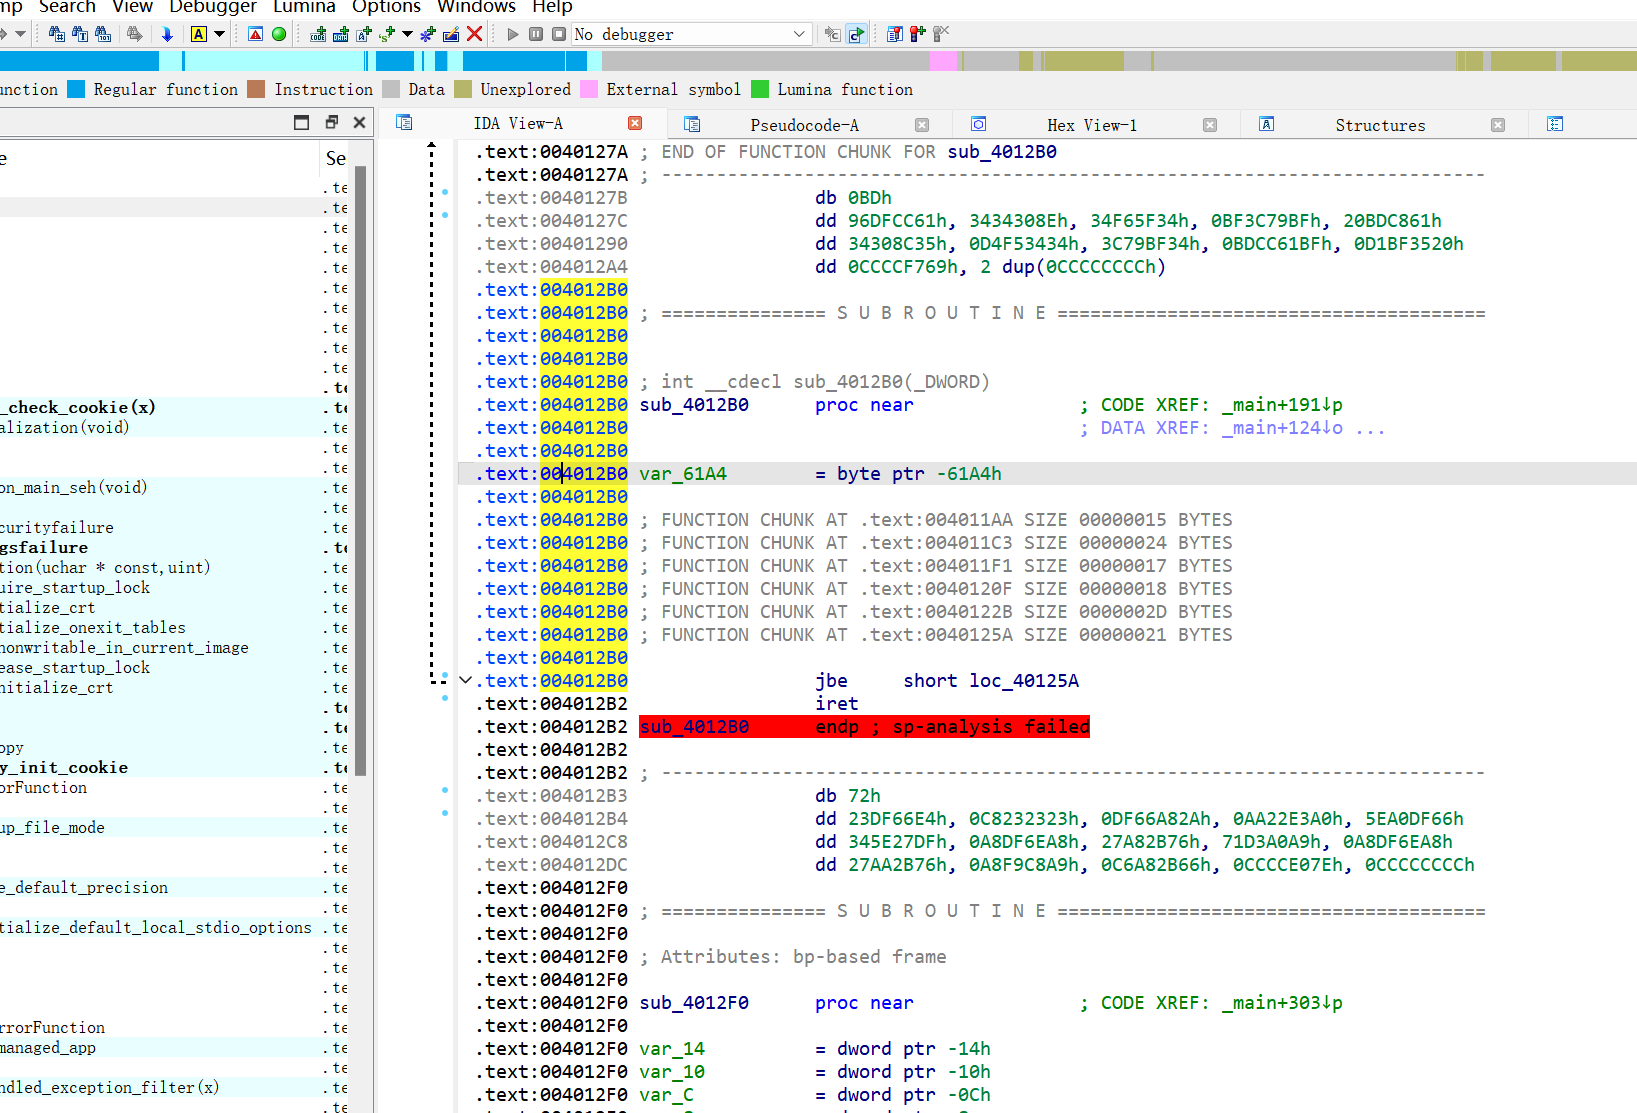 mp Search View Debugger Lumina Options Windows Help
No debugger
unction Regular function Instruction Data Unexplored External symbol Lumina function
IDA View-A Pseudocode-A Hex View-1 Structures
e Se
.te
.te
.te
.te
.te
.te
.te
.te
.te
.te
.te
_check_cookie(x) .te
alization(void) .te
.te
.te
on_main_seh(void) .te
.te
curityfailure .te
gsfailure .te
tion(uchar * const,uint) .te
uire_startup_lock .te
tialize_crt .te
tialize_onexit_tables .te
nonwritable_in_current_image .te
ease_startup_lock .te
nitialize_crt .te
.te
.te
opy .te
y_init_cookie .te
orFunction .te
.te
up_file_mode .te
.te
.te
e_default_precision .te
.te
tialize_default_local_stdio_options .te
.te
.te
.te
.te
rrorFunction .te
managed_app .te
.te
ndled_exception_filter(x) .te
.te
.text:0040127A ; END OF FUNCTION CHUNK FOR sub_4012B0
.text:0040127A ; ---------------------------------------------------------------------------
.text:0040127B db 0BDh
.text:0040127C dd 96DFCC61h, 3434308Eh, 34F65F34h, 0BF3C79BFh, 20BDC861h
.text:00401290 dd 34308C35h, 0D4F53434h, 3C79BF34h, 0BDCC61BFh, 0D1BF3520h
.text:004012A4 dd 0CCCCF769h, 2 dup(0CCCCCCCCh)
.text:004012B0
.text:004012B0 ; =============== S U B R O U T I N E =======================================
.text:004012B0
.text:004012B0
.text:004012B0 ; int __cdecl sub_4012B0(_DWORD)
.text:004012B0 sub_4012B0 proc near ; CODE XREF: _main+191↓p
.text:004012B0 ; DATA XREF: _main+124↓o ...
.text:004012B0
.text:004012B0 var_61A4 = byte ptr -61A4h
.text:004012B0
.text:004012B0 ; FUNCTION CHUNK AT .text:004011AA SIZE 00000015 BYTES
.text:004012B0 ; FUNCTION CHUNK AT .text:004011C3 SIZE 00000024 BYTES
.text:004012B0 ; FUNCTION CHUNK AT .text:004011F1 SIZE 00000017 BYTES
.text:004012B0 ; FUNCTION CHUNK AT .text:0040120F SIZE 00000018 BYTES
.text:004012B0 ; FUNCTION CHUNK AT .text:0040122B SIZE 0000002D BYTES
.text:004012B0 ; FUNCTION CHUNK AT .text:0040125A SIZE 00000021 BYTES
.text:004012B0
.text:004012B0 jbe short loc_40125A
.text:004012B2 iret
.text:004012B2 sub_4012B0 endp ; sp-analysis failed
.text:004012B2
.text:004012B2 ; ---------------------------------------------------------------------------
.text:004012B3 db 72h
.text:004012B4 dd 23DF66E4h, 0C8232323h, 0DF66A82Ah, 0AA22E3A0h, 5EA0DF66h
.text:004012C8 dd 345E27DFh, 0A8DF6EA8h, 27A82B76h, 71D3A0A9h, 0A8DF6EA8h
.text:004012DC dd 27AA2B76h, 0A8F9C8A9h, 0C6A82B66h, 0CCCCE07Eh, 0CCCCCCCCh
.text:004012F0
.text:004012F0 ; =============== S U B R O U T I N E =======================================
.text:004012F0
.text:004012F0 ; Attributes: bp-based frame
.text:004012F0
.text:004012F0 sub_4012F0 proc near ; CODE XREF: _main+303↓p
.text:004012F0
.text:004012F0 var_14 = dword ptr -14h
.text:004012F0 var_10 = dword ptr -10h
.text:004012F0 var_C = dword ptr -0Ch